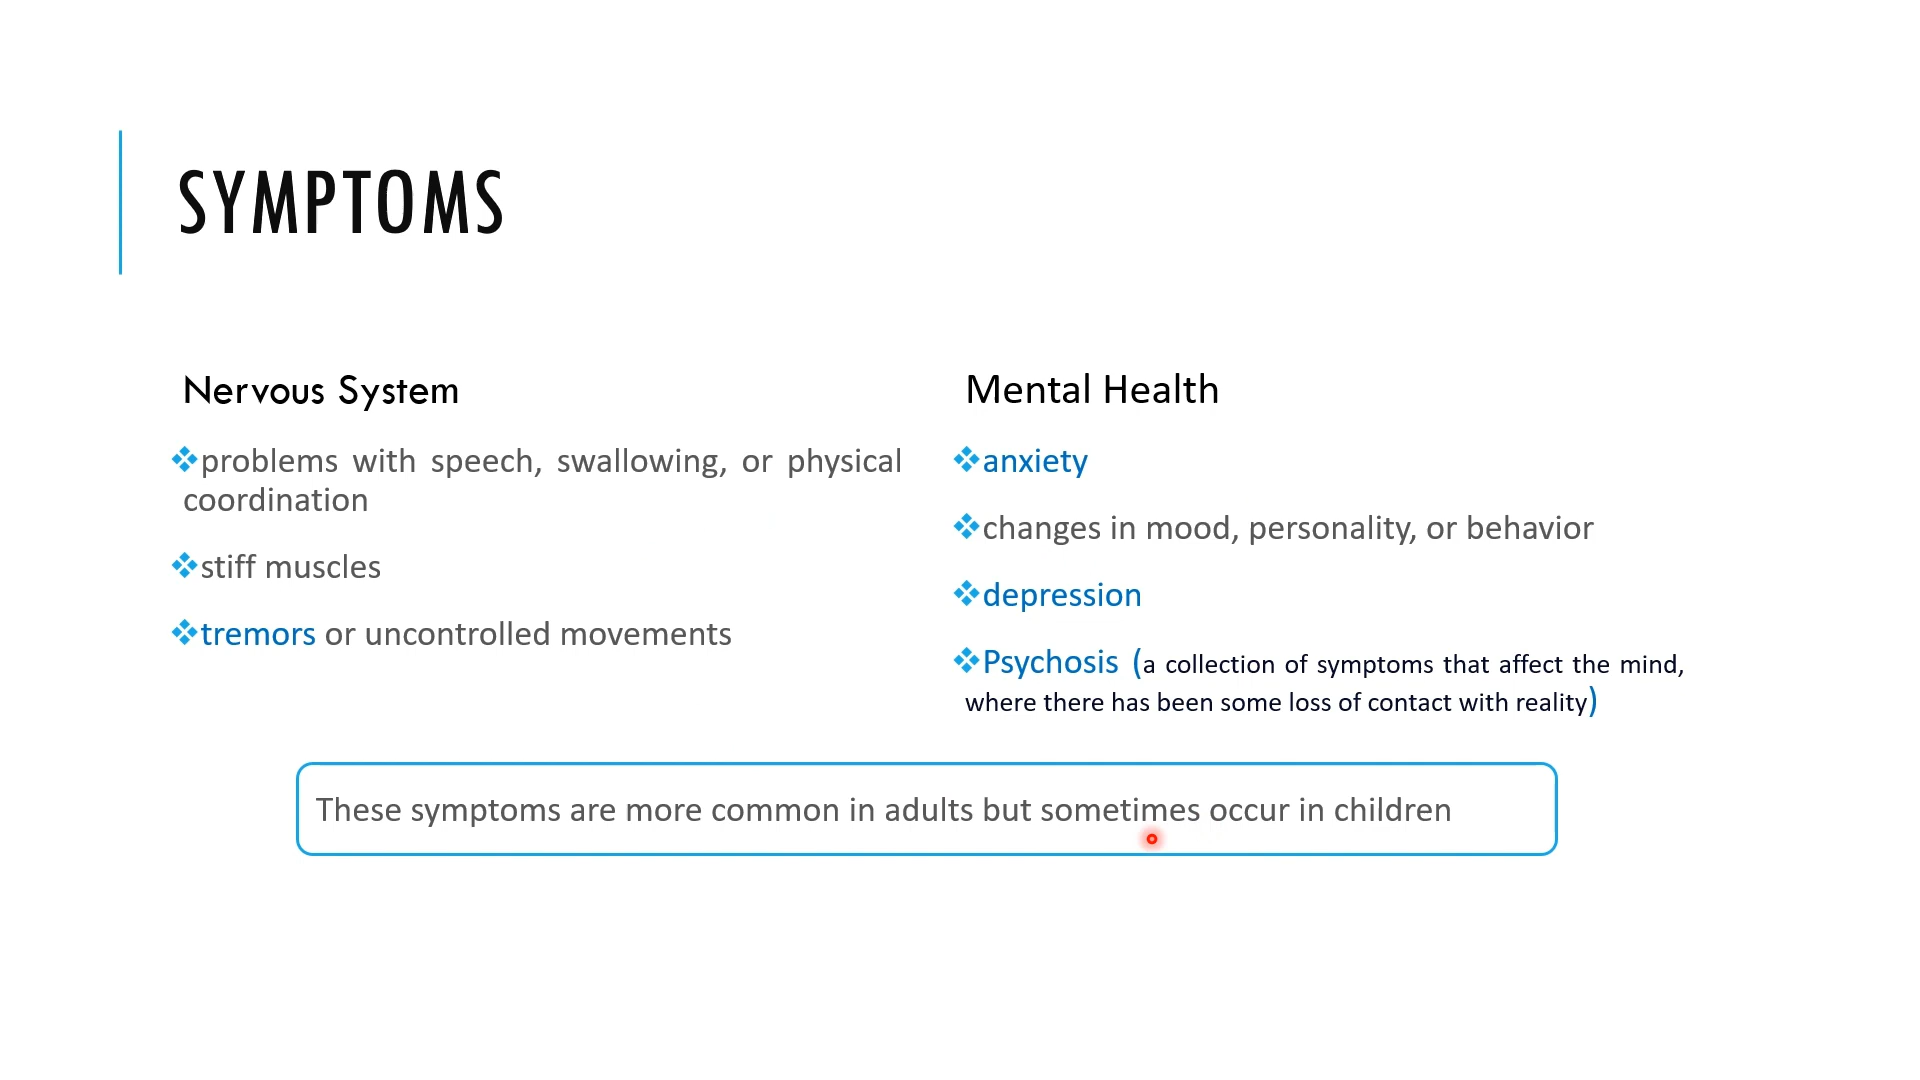 SYMPTOMS
Nervous System
problems with speech, swallowing, or physical
coordination
stiff muscles
tremors or uncontrolled movements
Mental Health
anxiety
changes in mood, personality, or behavior
depression
Psychosis (a collection of symptoms that affect the mind,
where there has been some loss of contact with reality)
These symptoms are more common in adults but sometimes occur in children